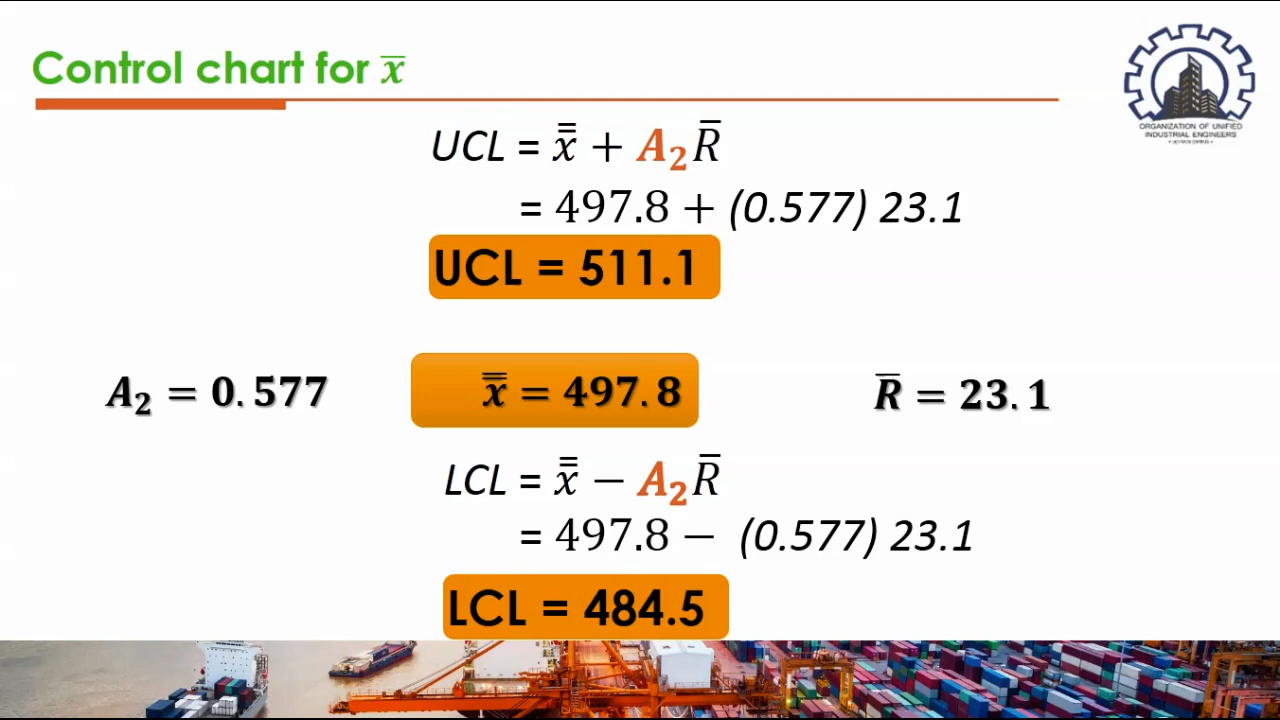 Control chart for x̅
ORGANIZATION OF UNIFIED
INDUSTRIAL ENGINEERS
UCL = x̿ + A₂R̅
= 497.8 + (0.577) 23.1
UCL = 511.1
A₂ = 0.577
x̿ = 497.8
R̅ = 23.1
LCL = x̿ − A₂R̅
= 497.8 − (0.577) 23.1
LCL = 484.5